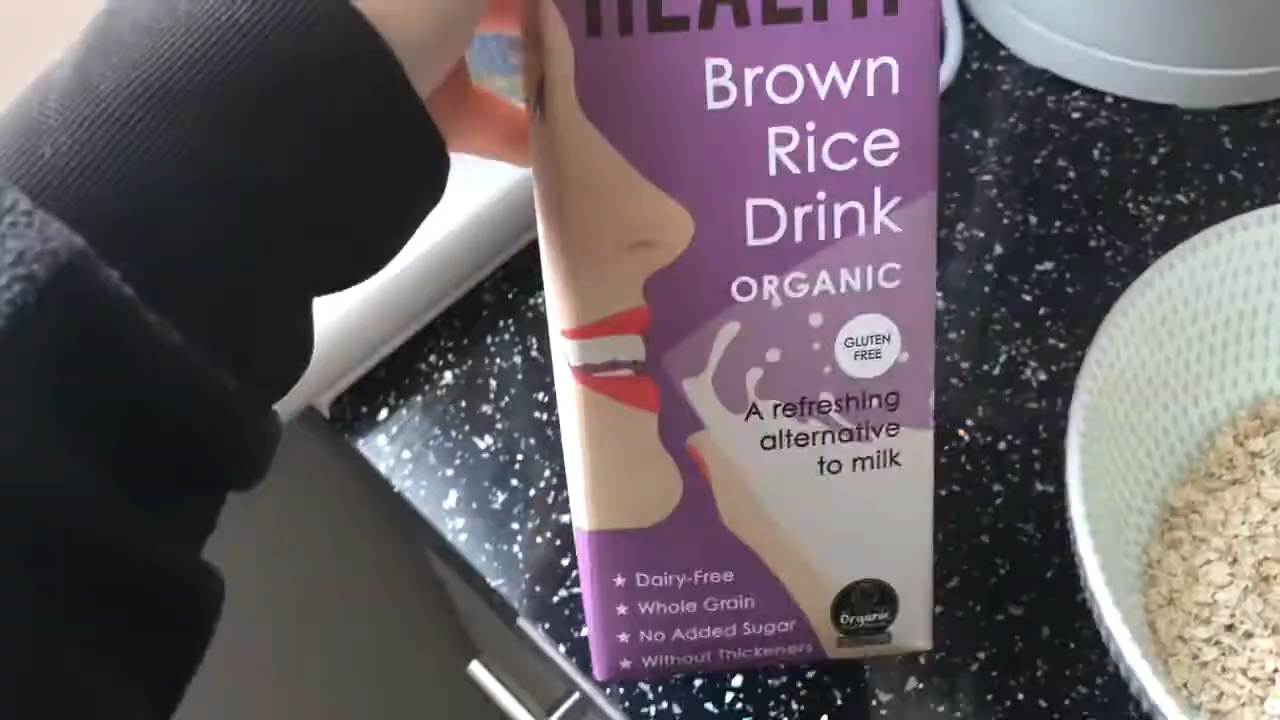 HEALTHY
Brown
Rice
Drink
ORGANIC
GLUTEN
FREE
A refreshing
alternative
to milk
★ Dairy-Free
★ Whole Grain
★ No Added Sugar
★ Without Thickeners
Organic